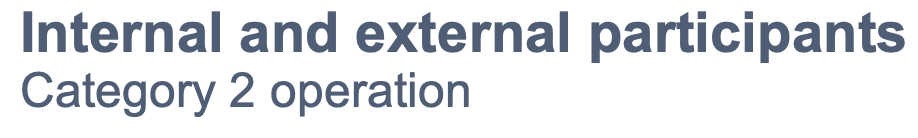 Internal and external participants
Category 2 operation